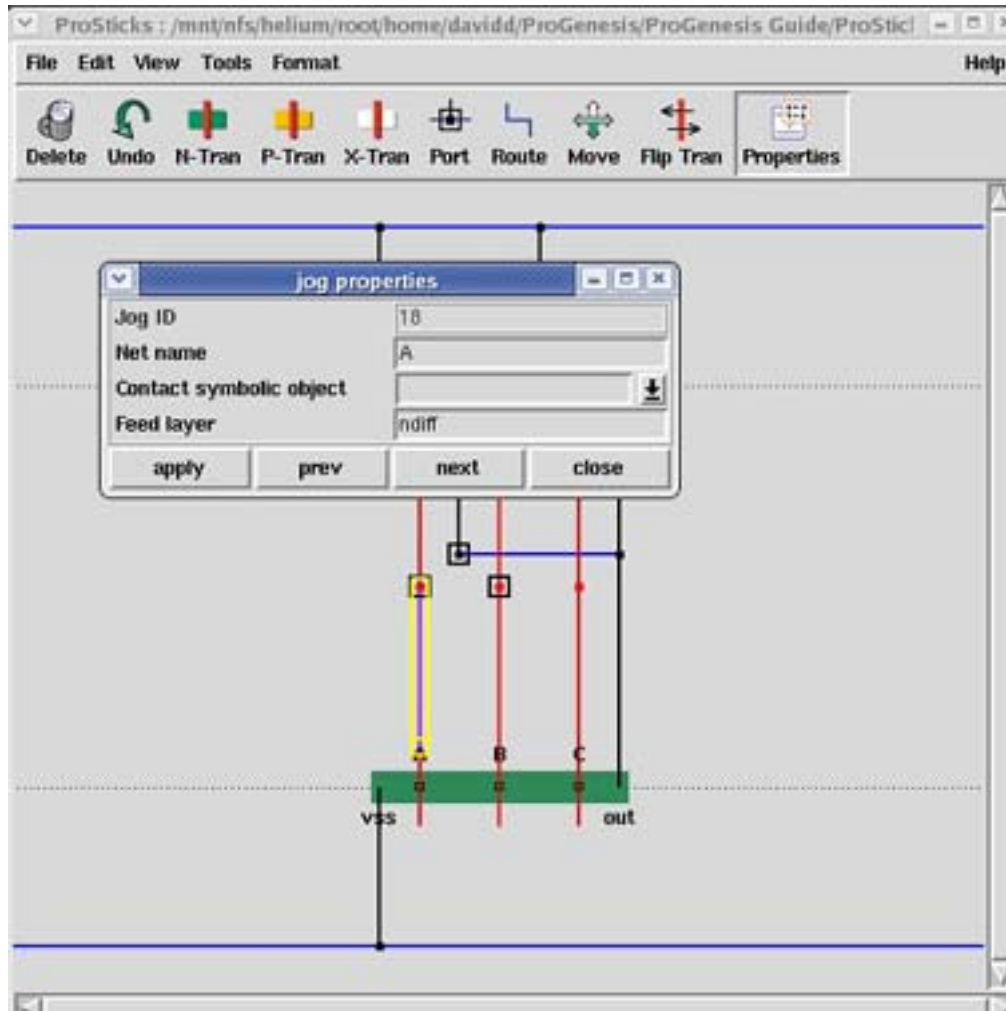 ProSticks : /mnt/nfs/helium/root/home/davidd/ProGenesis/ProGenesis Guide/ProSticl
File Edit View Tools Format Help
Delete Undo N-Tran P-Tran X-Tran Port Route Move Flip Tran Properties
jog properties
Jog ID 18
Net name A
Contact symbolic object
Feed layer ndiff
apply prev next close
A B C
vss out